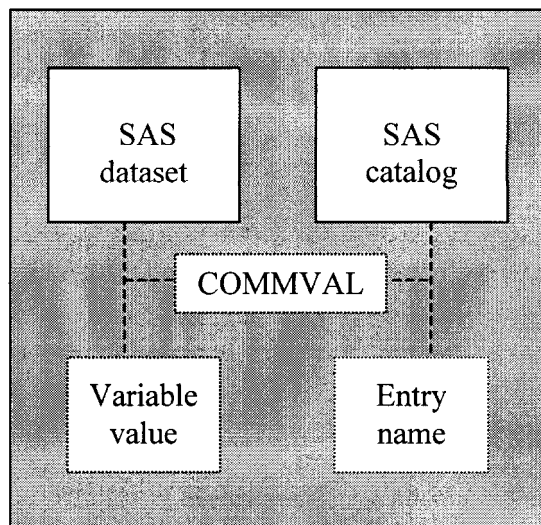 SAS
dataset
SAS
catalog
COMMVAL
Variable
value
Entry
name